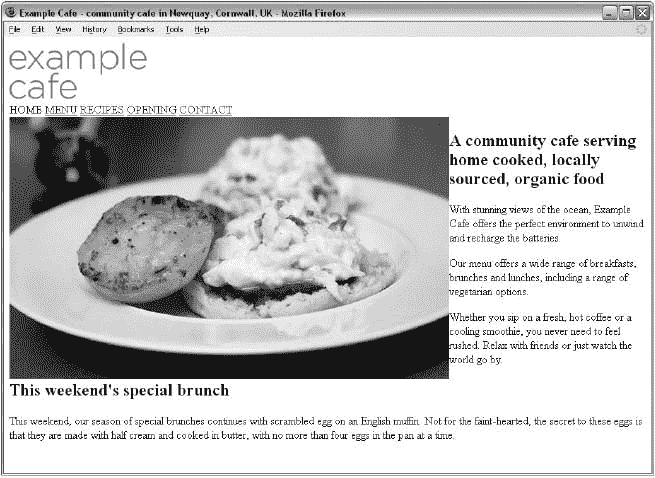 Example Cafe - community cafe in Newquay, Cornwall, UK - Mozilla Firefox
File Edit View History Bookmarks Tools Help
example
cafe
HOME MENU RECIPES OPENING CONTACT
A community cafe serving
home cooked, locally
sourced, organic food
With stunning views of the ocean, Example
Cafe offers the perfect environment to unwind
and recharge the batteries.
Our menu offers a wide range of breakfasts,
brunches and lunches, including a range of
vegetarian options.
Whether you sip on a fresh, hot coffee or a
cooling smoothie, you never need to feel
rushed. Relax with friends or just watch the
world go by.
This weekend's special brunch
This weekend, our season of special brunches continues with scrambled egg on an English muffin. Not for the faint-hearted, the secret to these eggs is
that they are made with half cream and cooked in butter, with no more than four eggs in the pan at a time.